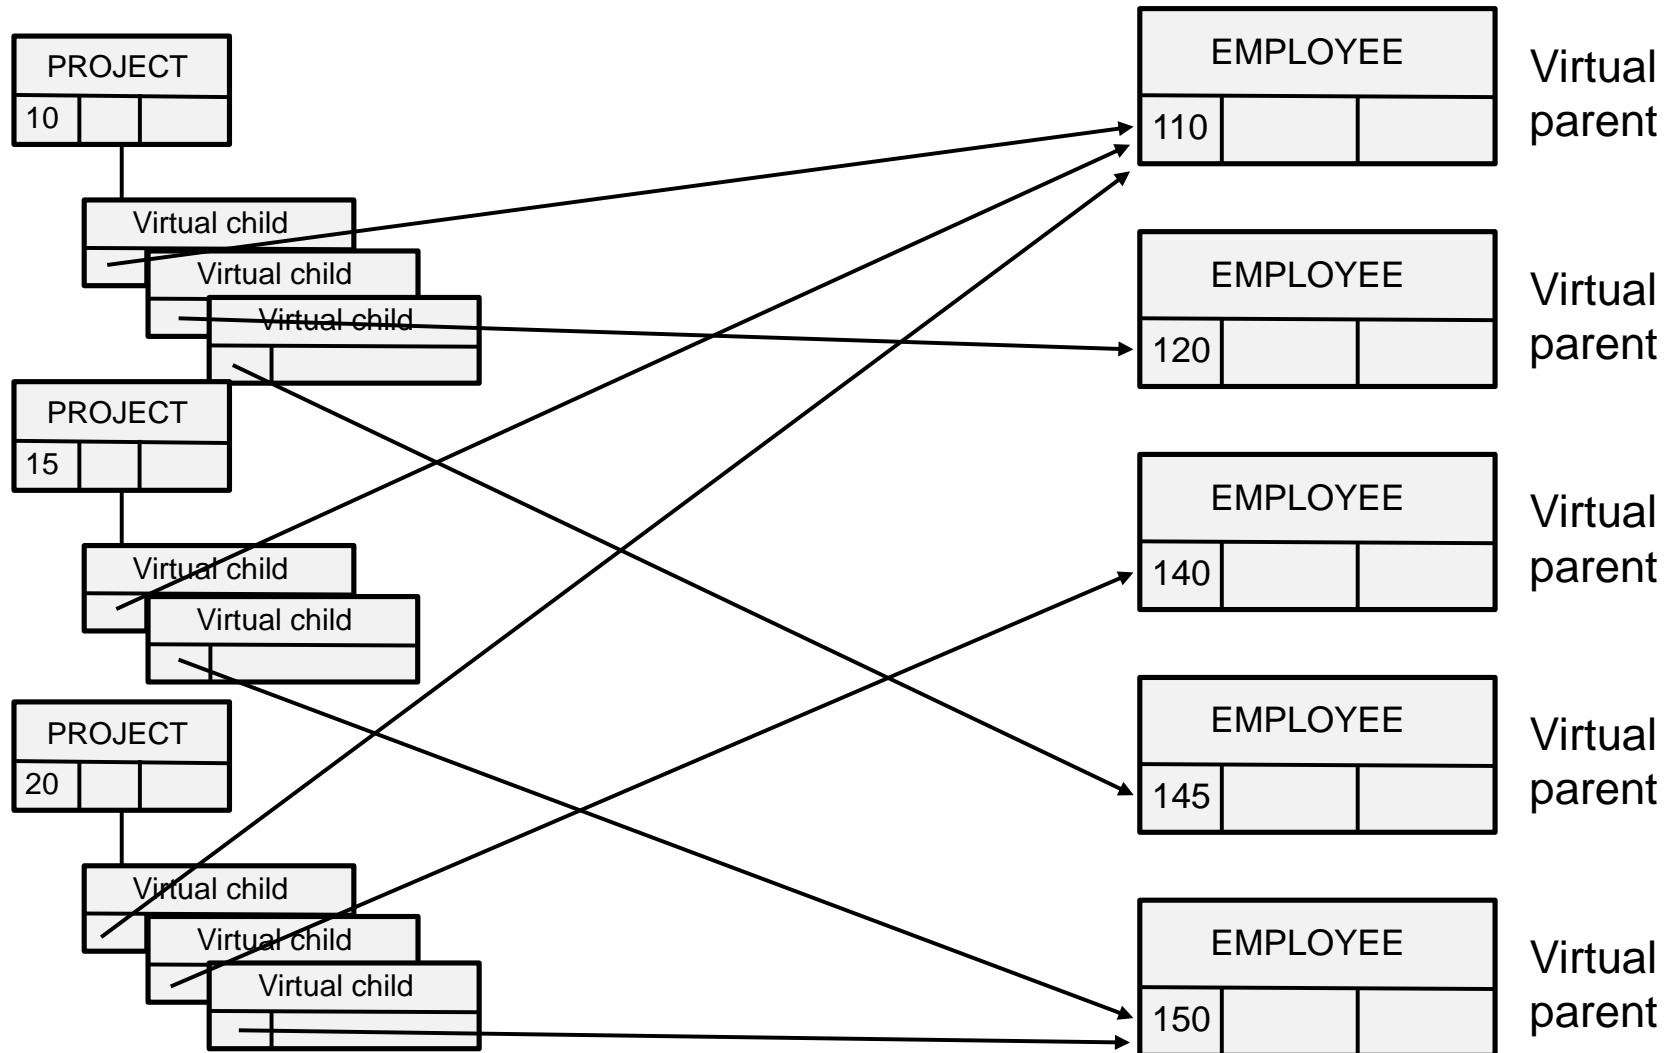 PROJECT
10
Virtual child
Virtual child
Virtual child
PROJECT
15
Virtual child
Virtual child
PROJECT
20
Virtual child
Virtual child
Virtual child
EMPLOYEE
110
Virtual
parent
EMPLOYEE
120
Virtual
parent
EMPLOYEE
140
Virtual
parent
EMPLOYEE
145
Virtual
parent
EMPLOYEE
150
Virtual
parent